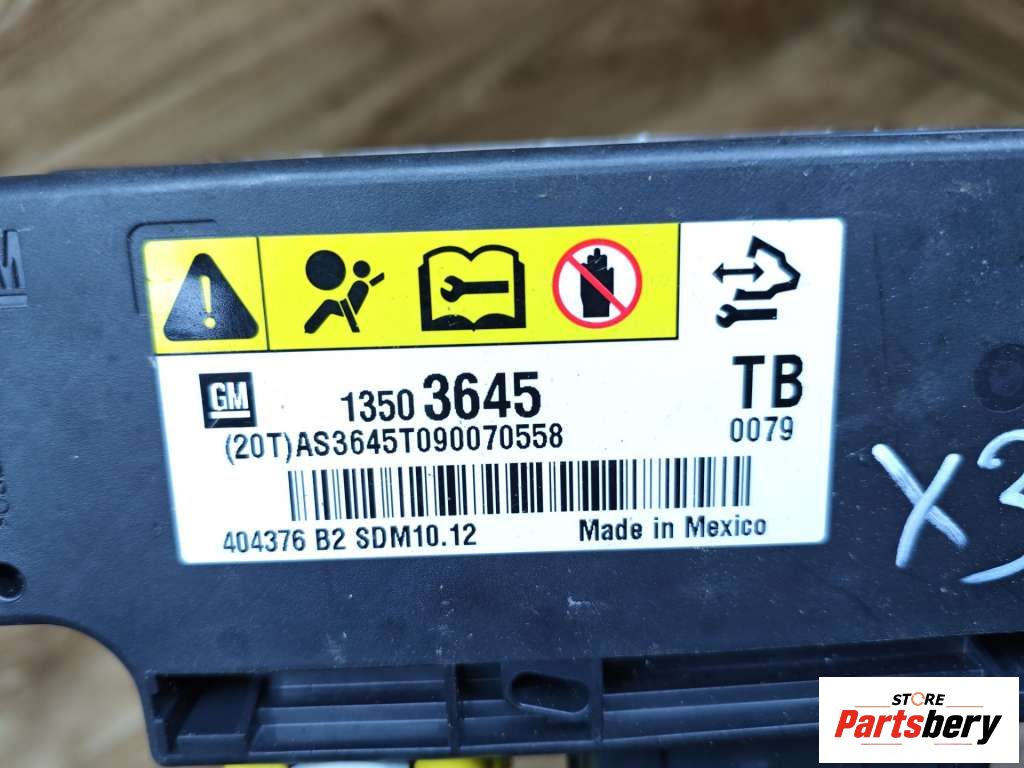 GM
1350 3645
TB
(20T)AS3645T090070558
0079
404376 B2 SDM10.12
Made in Mexico
X3
STORE
Partsbery